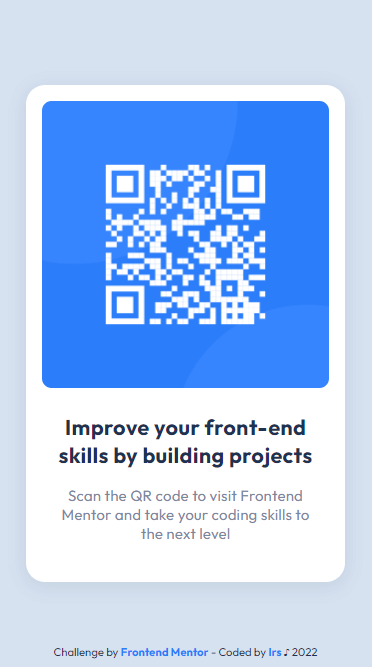 Improve your front-end
skills by building projects
Scan the QR code to visit Frontend
Mentor and take your coding skills to
the next level
Challenge by Frontend Mentor - Coded by Irs ♪ 2022